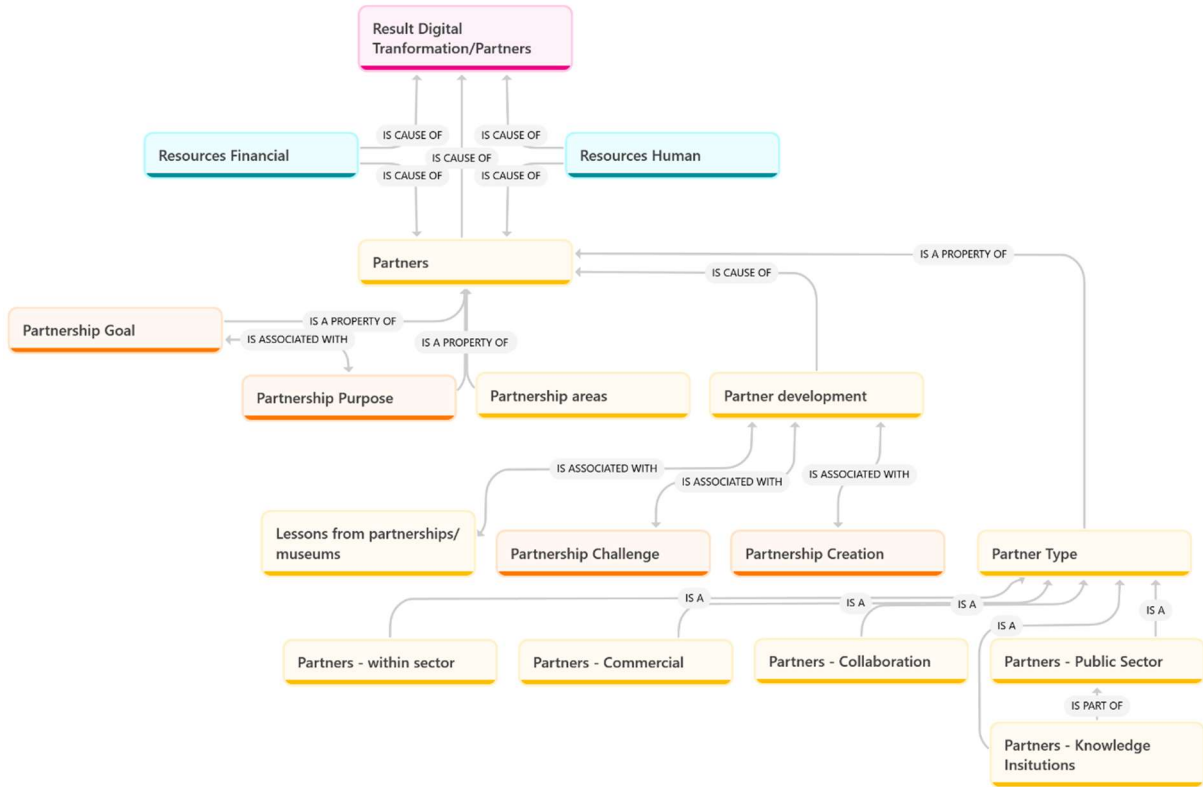 Result Digital
Tranformation/Partners
IS CAUSE OF
IS CAUSE OF
Resources Financial
IS CAUSE OF
Resources Human
IS CAUSE OF
IS CAUSE OF
Partners
IS A PROPERTY OF
IS CAUSE OF
Partnership Goal
IS A PROPERTY OF
IS ASSOCIATED WITH
IS A PROPERTY OF
Partnership Purpose
Partnership areas
Partner development
IS ASSOCIATED WITH
IS ASSOCIATED WITH
IS ASSOCIATED WITH
Lessons from partnerships/
museums
Partnership Challenge
Partnership Creation
Partner Type
IS A
IS A
IS A
IS A
IS A
Partners - within sector
Partners - Commercial
Partners - Collaboration
Partners - Public Sector
IS PART OF
Partners - Knowledge
Insitutions